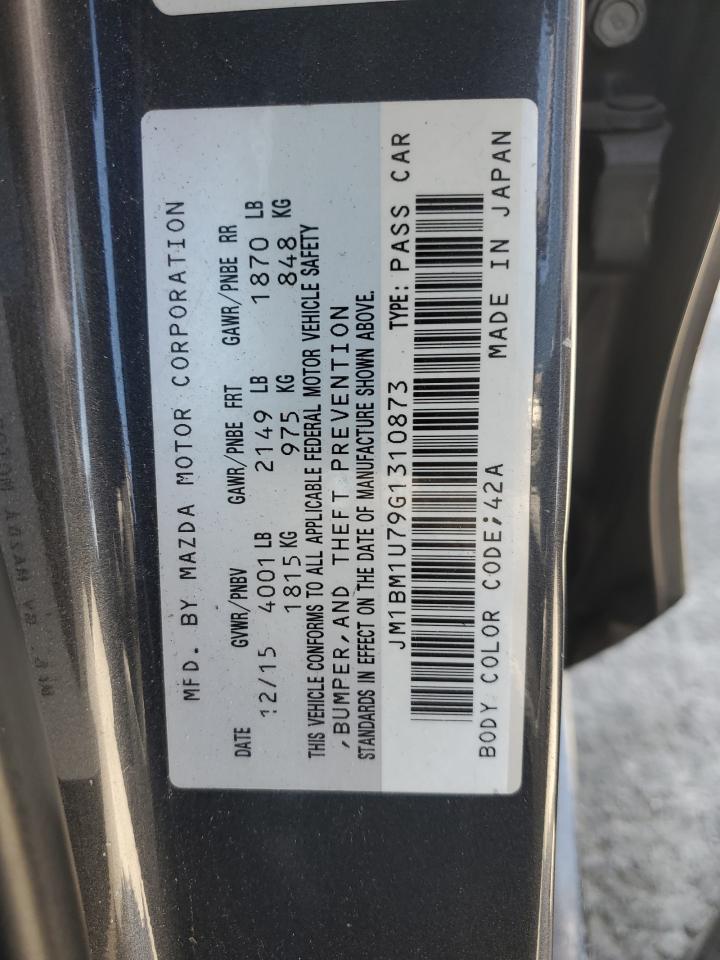 MFD. BY MAZDA MOTOR CORPORATION
DATE GVWR/PNBV GAWR/PNBE FRT GAWR/PNBE RR
12/15 4001 LB 2149 LB 1870 LB
1815 KG 975 KG 848 KG
THIS VEHICLE CONFORMS TO ALL APPLICABLE FEDERAL MOTOR VEHICLE SAFETY
,BUMPER,AND THEFT PREVENTION
STANDARDS IN EFFECT ON THE DATE OF MANUFACTURE SHOWN ABOVE.
JM1BM1U79G1310873 TYPE: PASS CAR
BODY COLOR CODE;42A MADE IN JAPAN